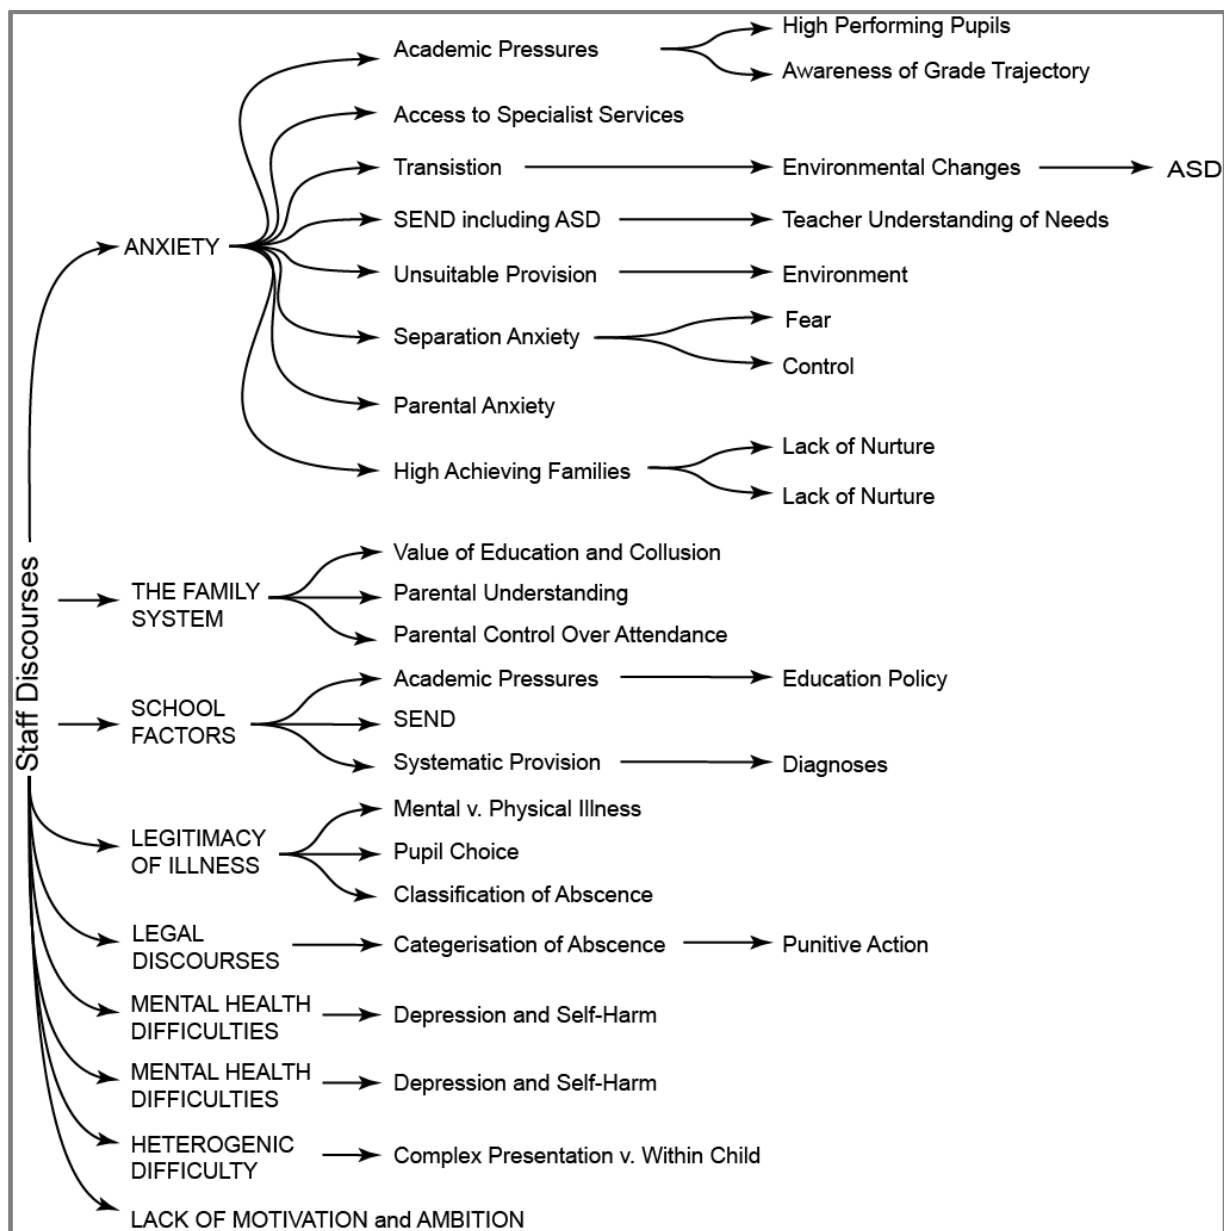 High Performing Pupils
Academic Pressures
Awareness of Grade Trajectory
Access to Specialist Services
Transistion
Environmental Changes
ASD
SEND including ASD
Teacher Understanding of Needs
ANXIETY
Unsuitable Provision
Environment
Fear
Separation Anxiety
Control
Parental Anxiety
Lack of Nurture
High Achieving Families
Lack of Nurture
Staff Discourses
Value of Education and Collusion
THE FAMILY
SYSTEM
Parental Understanding
Parental Control Over Attendance
Academic Pressures
Education Policy
SCHOOL
FACTORS
SEND
Systematic Provision
Diagnoses
Mental v. Physical Illness
LEGITIMACY
OF ILLNESS
Pupil Choice
Classification of Abscence
LEGAL
DISCOURSES
Categerisation of Abscence
Punitive Action
MENTAL HEALTH
DIFFICULTIES
Depression and Self-Harm
MENTAL HEALTH
DIFFICULTIES
Depression and Self-Harm
HETEROGENIC
DIFFICULTY
Complex Presentation v. Within Child
LACK OF MOTIVATION and AMBITION